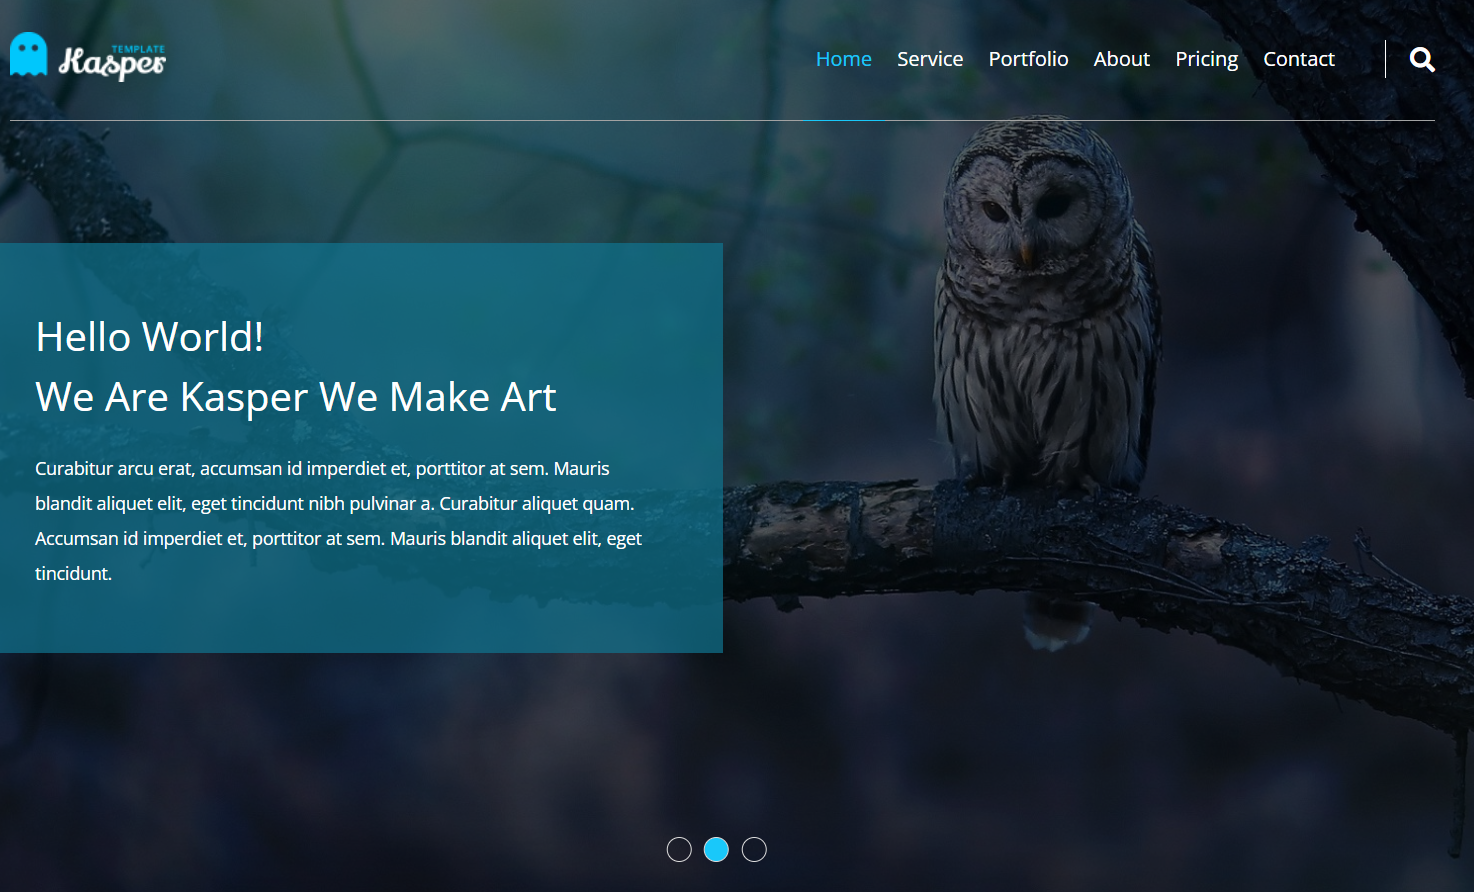 TEMPLATE
Kasper
Home Service Portfolio About Pricing Contact
Hello World!
We Are Kasper We Make Art
Curabitur arcu erat, accumsan id imperdiet et, porttitor at sem. Mauris
blandit aliquet elit, eget tincidunt nibh pulvinar a. Curabitur aliquet quam.
Accumsan id imperdiet et, porttitor at sem. Mauris blandit aliquet elit, eget
tincidunt.